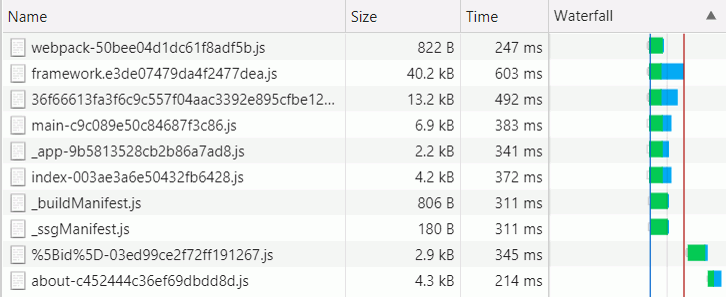 Name Size Time Waterfall
webpack-50bee04d1dc61f8adf5b.js 822 B 247 ms
framework.e3de07479da4f2477dea.js 40.2 kB 603 ms
36f66613fa3f6c9c557f04aac3392e895cfbe12... 13.2 kB 492 ms
main-c9c089e50c84687f3c86.js 6.9 kB 383 ms
_app-9b5813528cb2b86a7ad8.js 2.2 kB 341 ms
index-003ae3a6e50432fb6428.js 4.2 kB 372 ms
_buildManifest.js 806 B 311 ms
_ssgManifest.js 180 B 311 ms
%5Bid%5D-03ed99ce2f72ff191267.js 2.9 kB 345 ms
about-c452444c36ef69dbdd8d.js 4.3 kB 214 ms